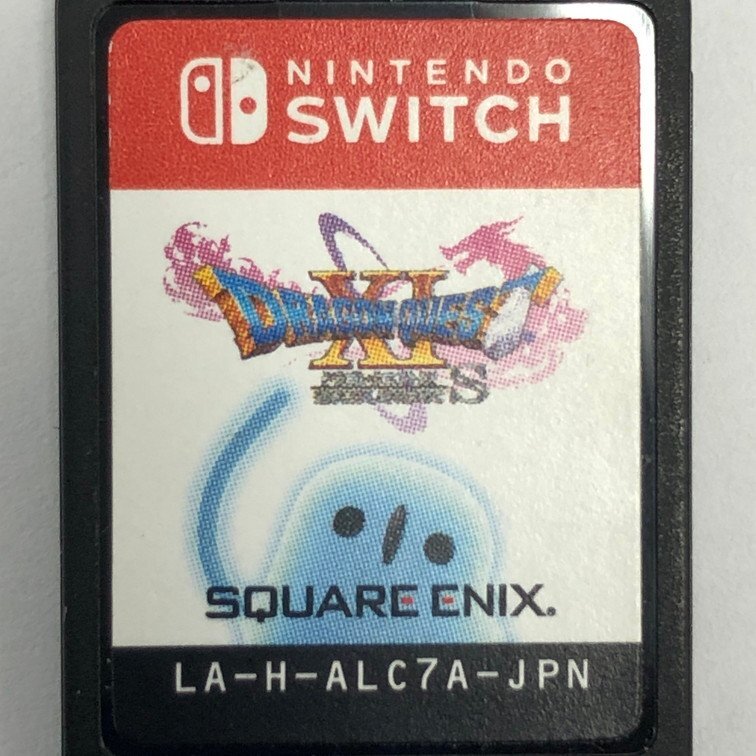 NINTENDO
SWITCH
DRAGON QUEST
XI
S
SQUARE ENIX.
LA-H-ALC7A-JPN